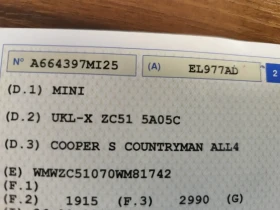 N° A664397MI25 (A) EL977AD 2
(D.1) MINI
(D.2) UKL-X ZC51 5A05C
(D.3) COOPER S COUNTRYMAN ALL4
(E) WMWZC51070WM81742
(F.1)
(F.2) 1915 (F.3) 2990 (G)